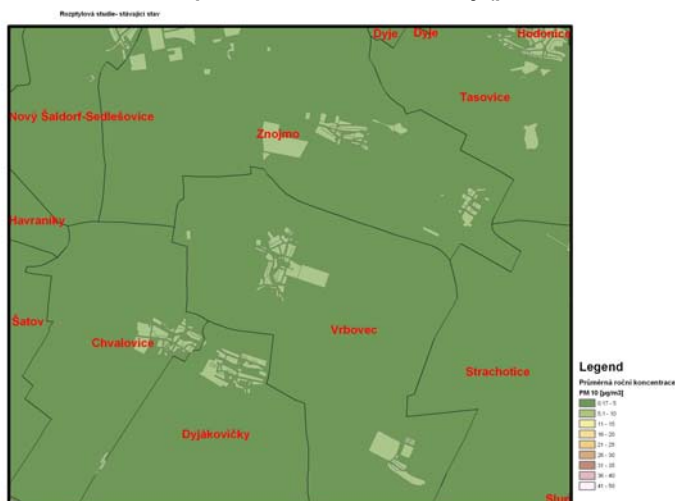 Rozptylová studie- stávající stav
Dyje
Dyje
Hodonice
Tasovice
Nový Šaldorf-Sedlešovice
Znojmo
Havraníky
Šatov
Chvalovice
Vrbovec
Strachotice
Dyjákovičky
Slup
Legend
Průměrná roční koncentrace
PM 10 [µg/m3]
0.17 - 5
5.1 - 10
11 - 15
16 - 20
21 - 25
26 - 30
31 - 35
36 - 40
41 - 50